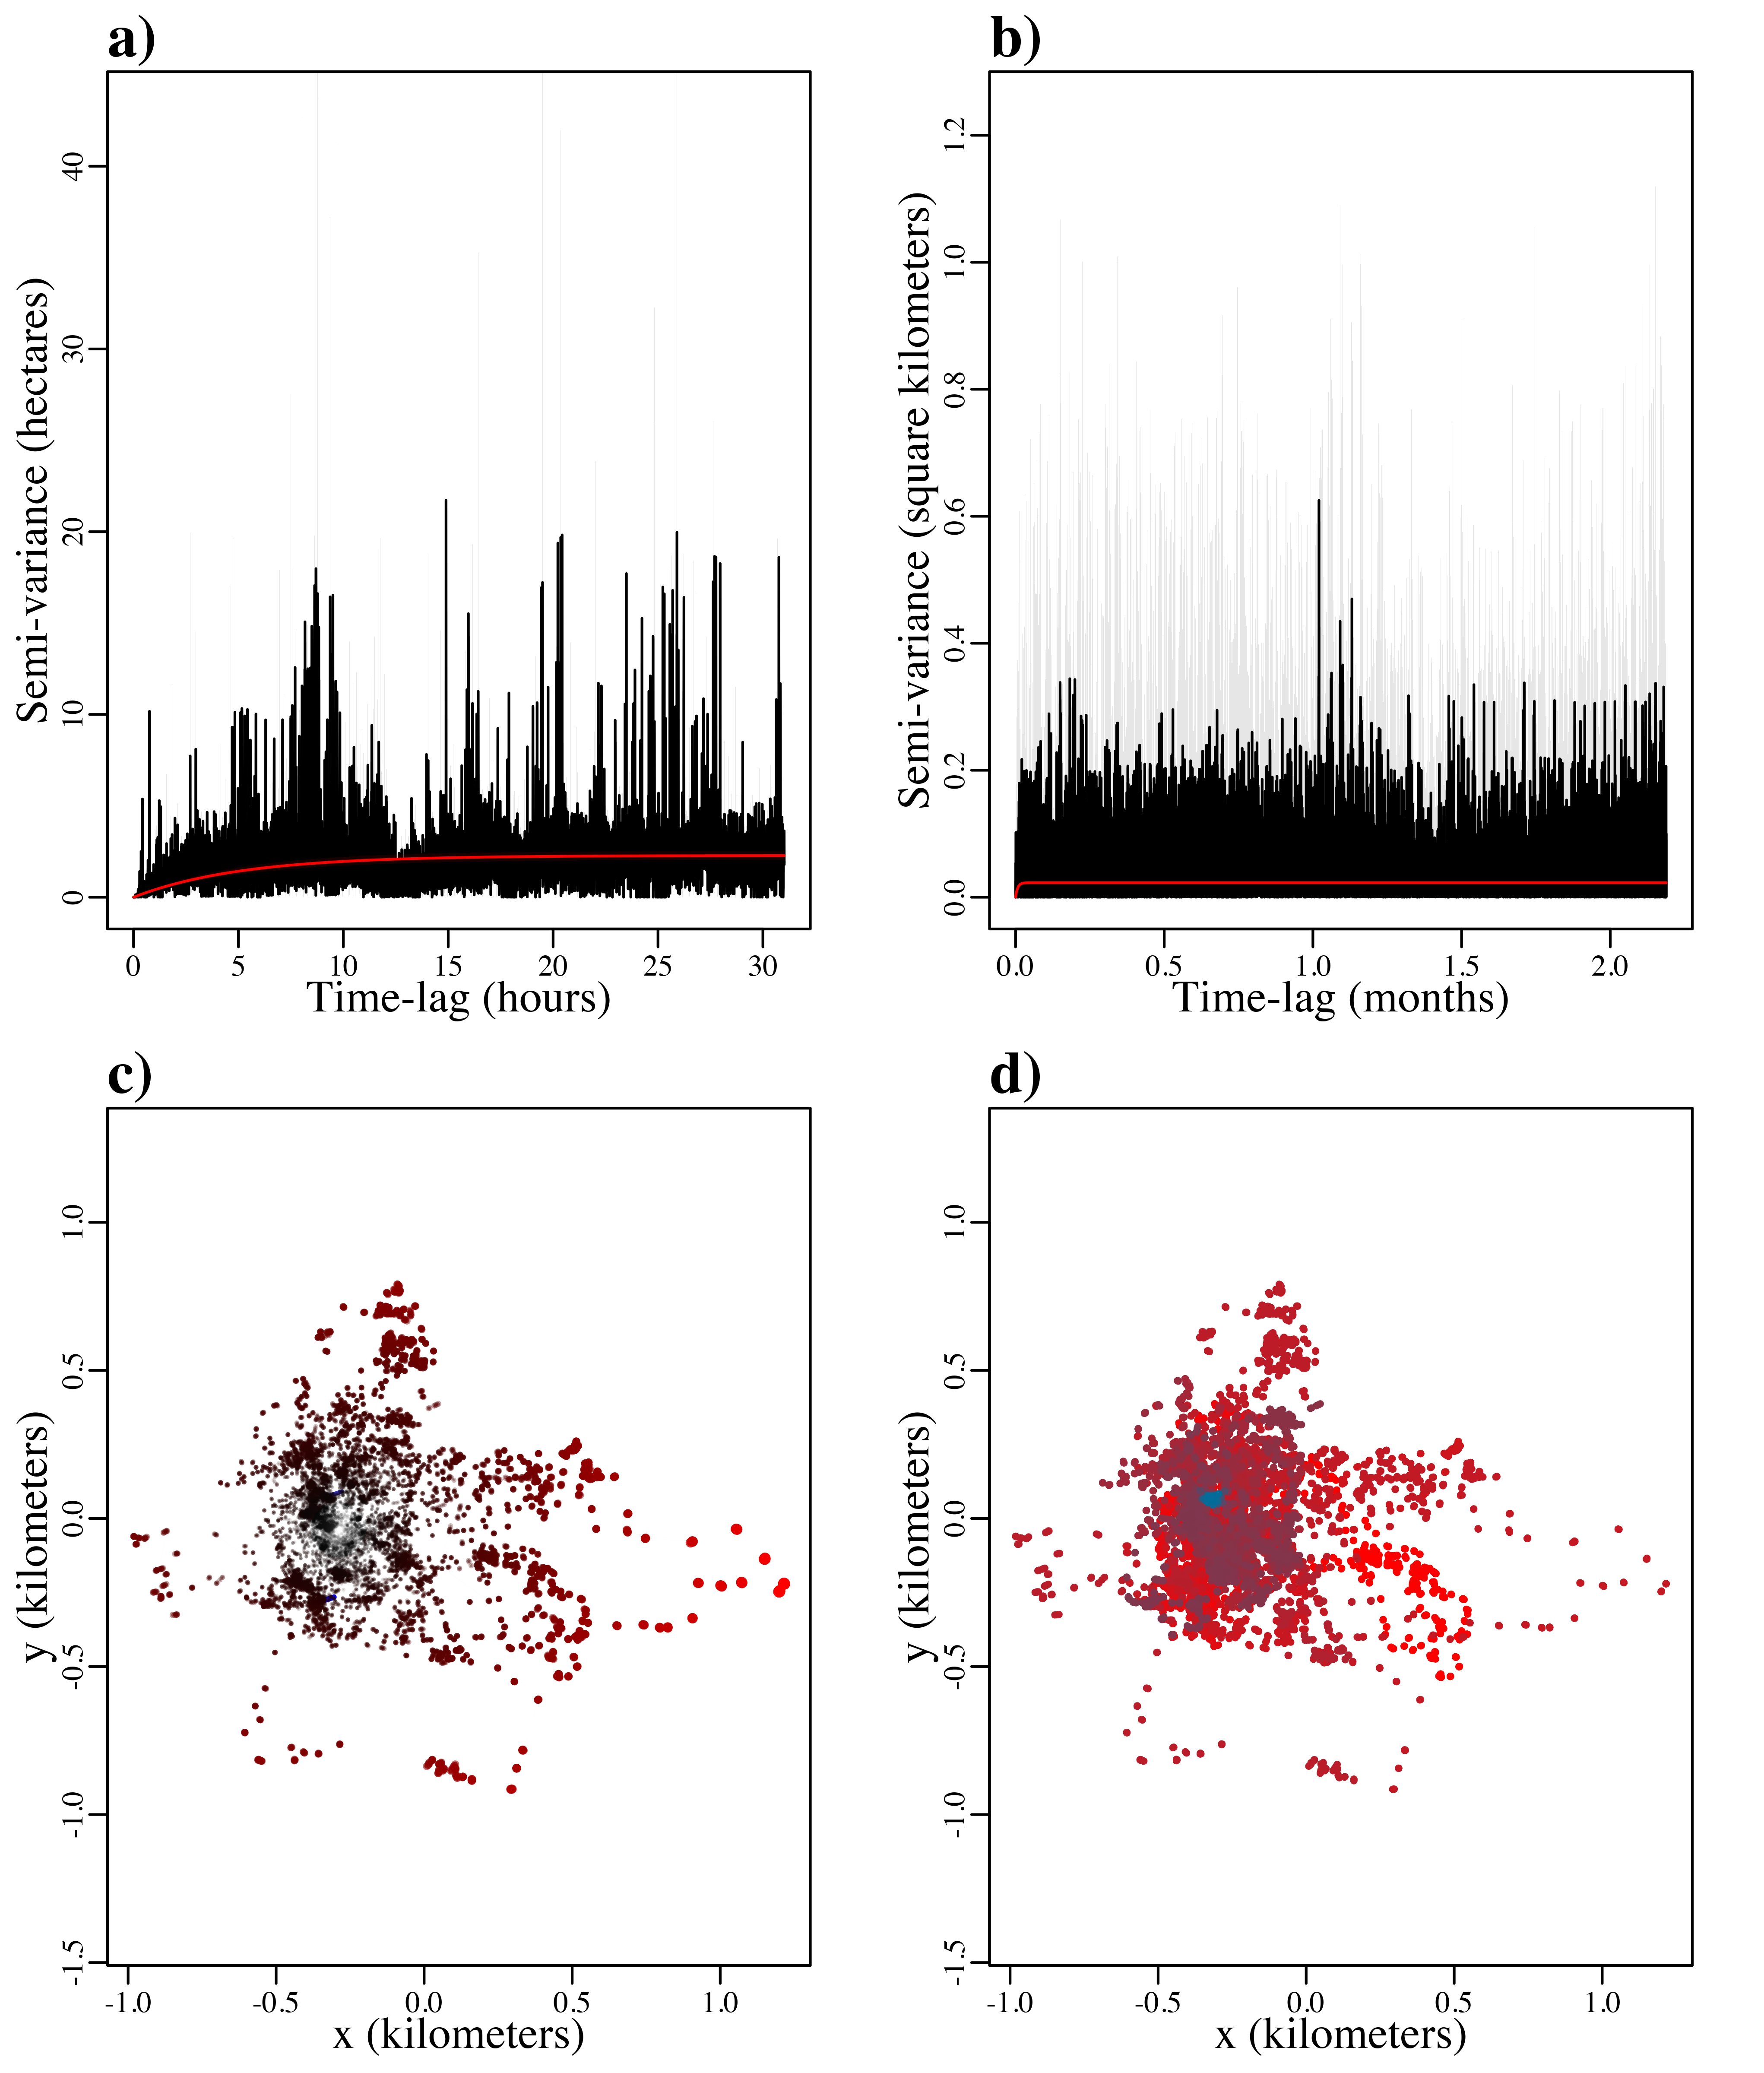 a)
Semi-variance (hectares)
40
30
20
10
0
0 5 10 15 20 25 30
Time-lag (hours)
b)
Semi-variance (square kilometers)
1.2
1.0
0.8
0.6
0.4
0.2
0.0
0.0 0.5 1.0 1.5 2.0
Time-lag (months)
c)
y (kilometers)
1.0
0.5
0.0
-0.5
-1.0
-1.5
-1.0 -0.5 0.0 0.5 1.0
x (kilometers)
d)
y (kilometers)
1.0
0.5
0.0
-0.5
-1.0
-1.5
-1.0 -0.5 0.0 0.5 1.0
x (kilometers)